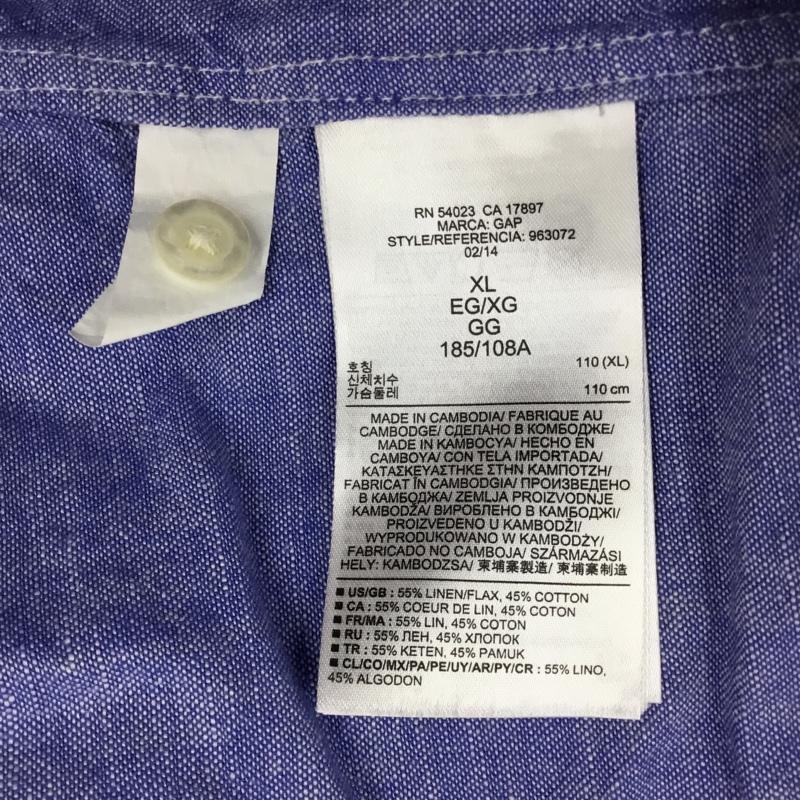 RN 54023 CA 17897
MARCA: GAP
STYLE/REFERENCIA: 963072
02/14
XL
EG/XG
GG
185/108A
호칭 110 (XL)
신체치수
가슴둘레 110 cm
MADE IN CAMBODIA/ FABRIQUE AU
CAMBODGE/ СДЕЛАНО В КОМБОДЖЕ/
MADE IN KAMBOCYA/ HECHO EN
CAMBOYA/ CON TELA IMPORTADA/
ΚΑΤΑΣΚΕΥΑΣΤΗΚΕ ΣΤΗΝ ΚΑΜΠΟΤΖΗ/
FABRICAT ÎN CAMBODGIA/ ПРОИЗВЕДЕНО
В КАМБОДЖА/ ZEMLJA PROIZVODNJE
KAMBODŽA/ ВИРОБЛЕНО В КАМБОДЖІ/
PROIZVEDENO U KAMBODŽI/
WYPRODUKOWANO W KAMBODŻY/
FABRICADO NO CAMBOJA/ SZÁRMAZÁSI
HELY: KAMBODZSA/ 柬埔寨製造/ 柬埔寨制造
■ US/GB : 55% LINEN/FLAX, 45% COTTON
■ CA : 55% COEUR DE LIN, 45% COTON
■ FR/MA : 55% LIN, 45% COTON
■ RU : 55% ЛЕН, 45% ХЛОПОК
■ TR : 55% KETEN, 45% PAMUK
■ CL/CO/MX/PA/PE/UY/AR/PY/CR : 55% LINO,
45% ALGODON